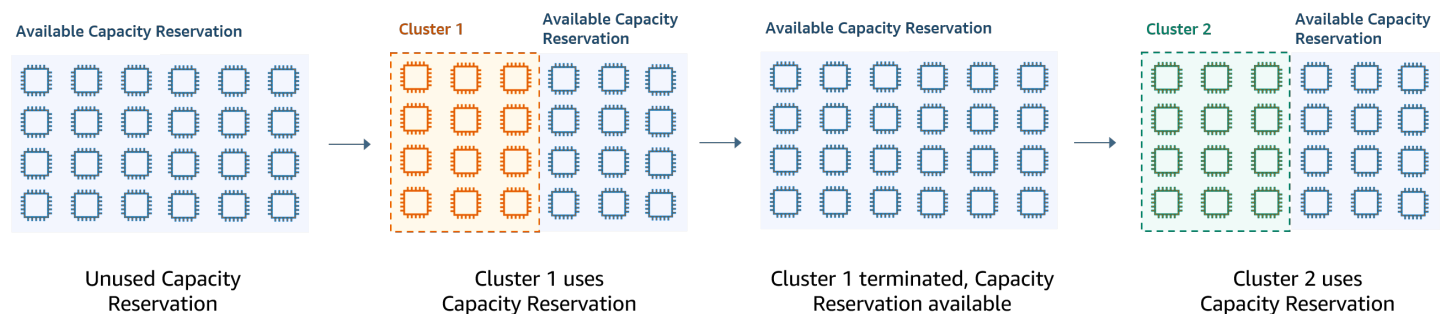 Available Capacity Reservation
Cluster 1
Available Capacity
Reservation
Available Capacity Reservation
Cluster 2
Available Capacity
Reservation
Unused Capacity
Reservation
Cluster 1 uses
Capacity Reservation
Cluster 1 terminated, Capacity
Reservation available
Cluster 2 uses
Capacity Reservation